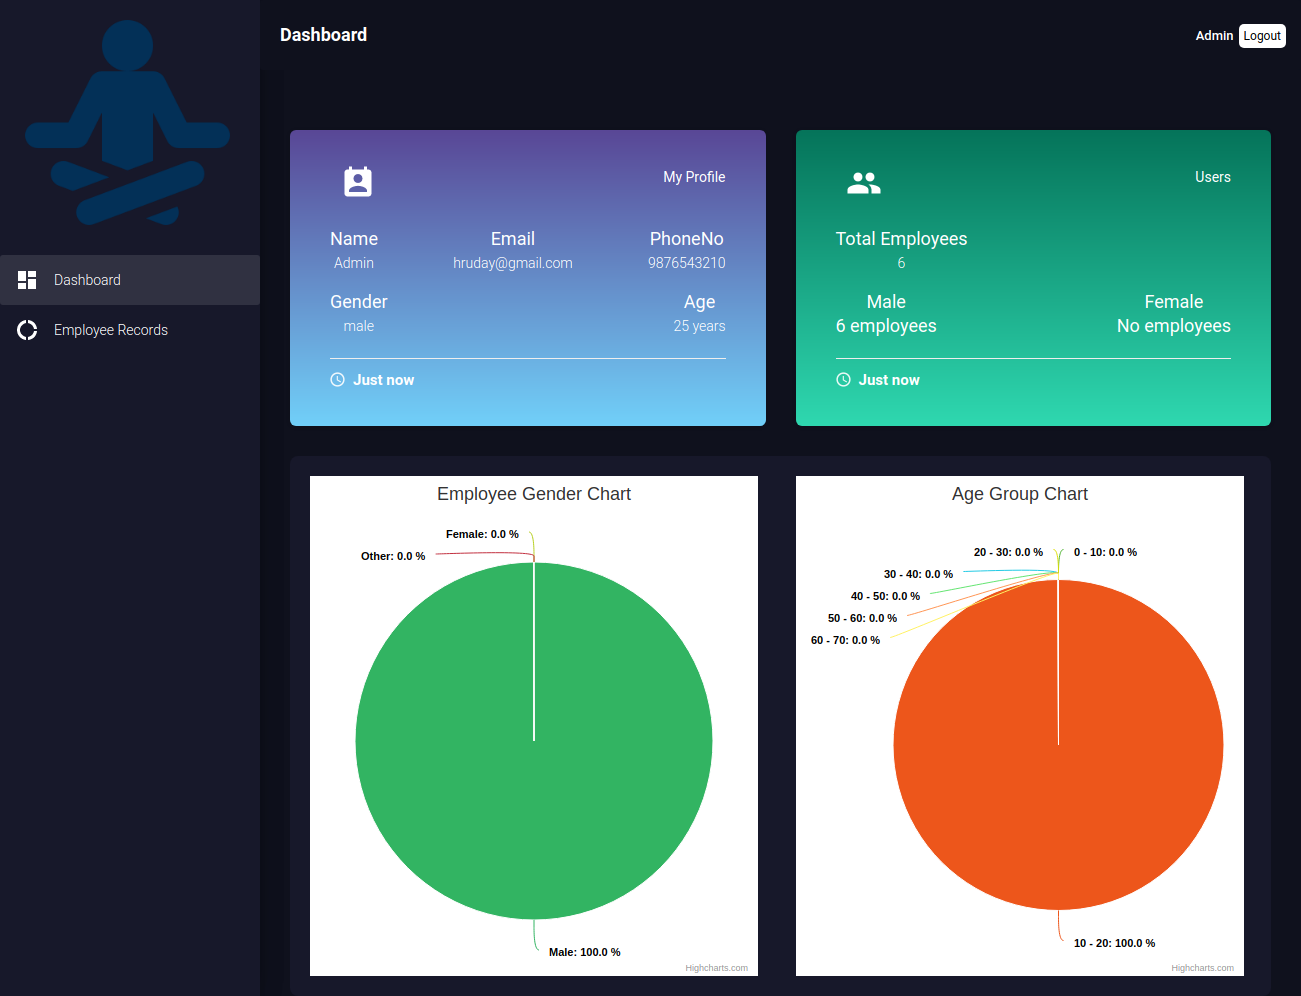 Dashboard
Admin Logout
Dashboard
Employee Records
My Profile
Name Email PhoneNo
Admin hruday@gmail.com 9876543210
Gender Age
male 25 years
Just now
Users
Total Employees
6
Male Female
6 employees No employees
Just now
Employee Gender Chart
Female: 0.0 %
Other: 0.0 %
Male: 100.0 %
Highcharts.com
Age Group Chart
20 - 30: 0.0 % 0 - 10: 0.0 %
30 - 40: 0.0 %
40 - 50: 0.0 %
50 - 60: 0.0 %
60 - 70: 0.0 %
10 - 20: 100.0 %
Highcharts.com